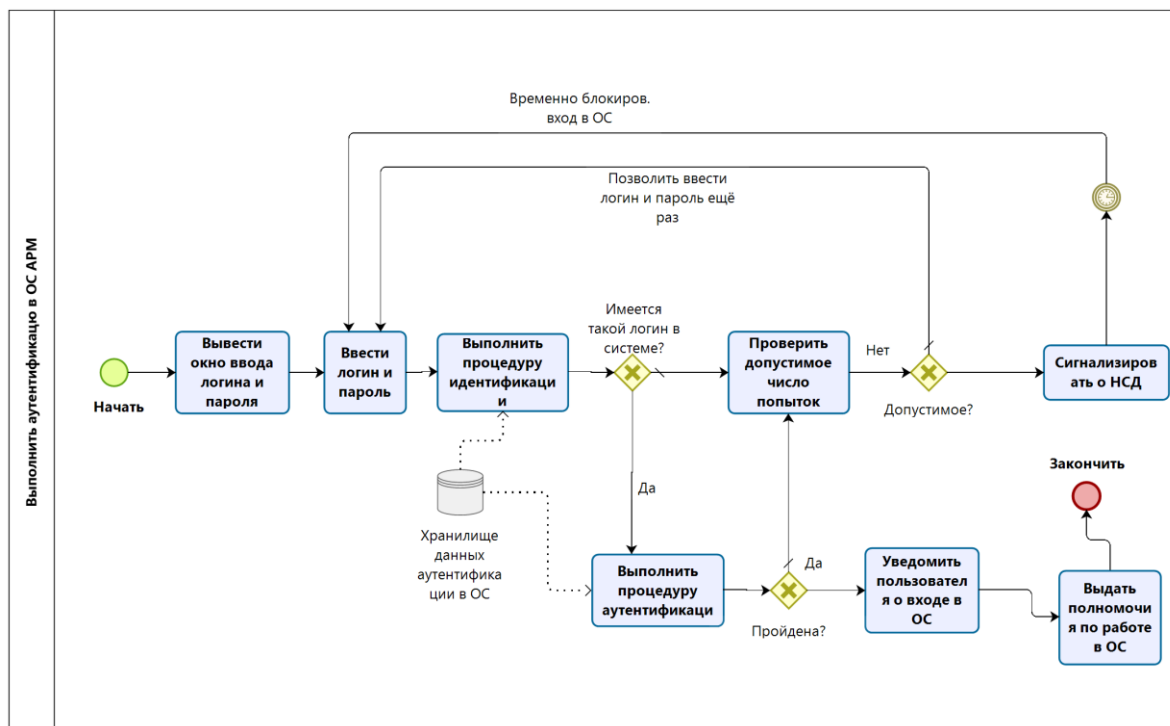 Выполнить аутентификацю в ОС АРМ
Временно блокиров.
вход в ОС
Позволить ввести
логин и пароль ещё
раз
Начать
Вывести
окно ввода
логина и
пароля
Ввести
логин и
пароль
Выполнить
процедуру
идентификаци
и
Имеется
такой логин в
системе?
Проверить
допустимое
число
попыток
Нет
Допустимое?
Сигнализиров
ать о НСД
Хранилище
данных
аутентифика
ции в ОС
Да
Выполнить
процедуру
аутентификаци
Пройдена?
Да
Уведомить
пользовател
я о входе в
ОС
Выдать
полномочи
я по работе
в ОС
Закончить